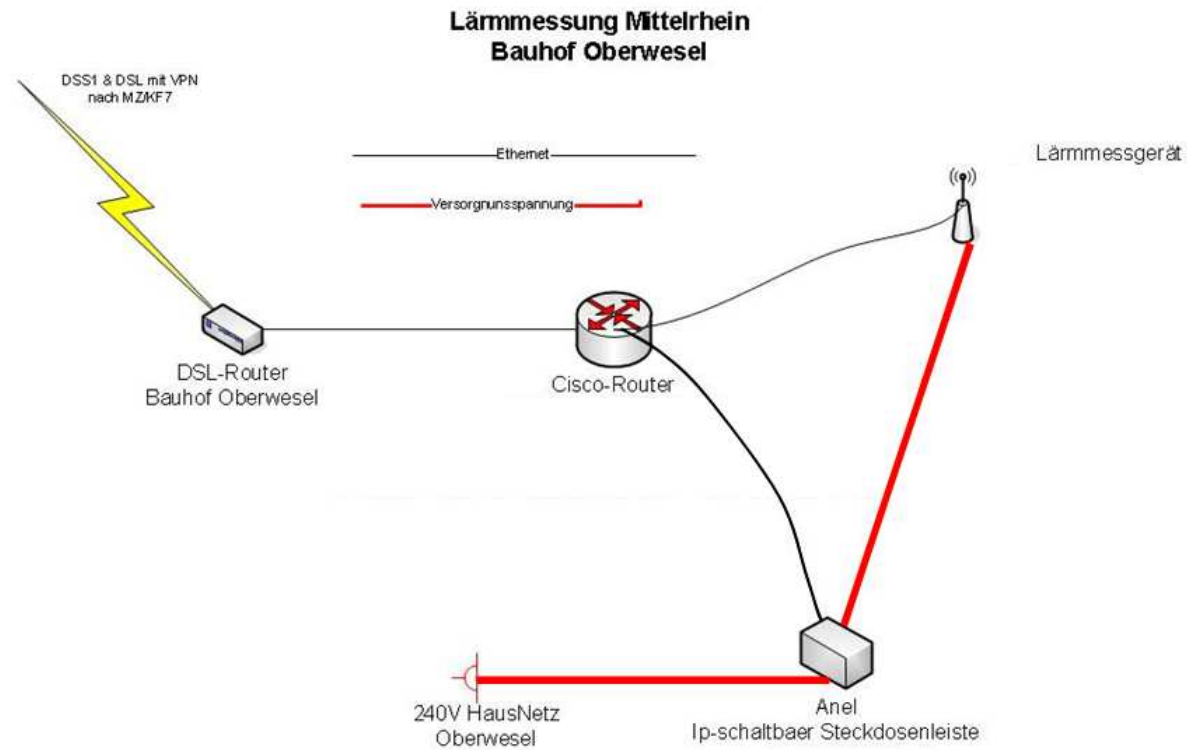 Lärmmessung Mittelrhein
Bauhof Oberwesel
DSS1 & DSL mit VPN
nach MZ/KF7
Ethernet
Versorgnunsspannung
Lärmmessgerät
DSL-Router
Bauhof Oberwesel
Cisco-Router
240V HausNetz
Oberwesel
Anel
Ip-schaltbaer Steckdosenleiste